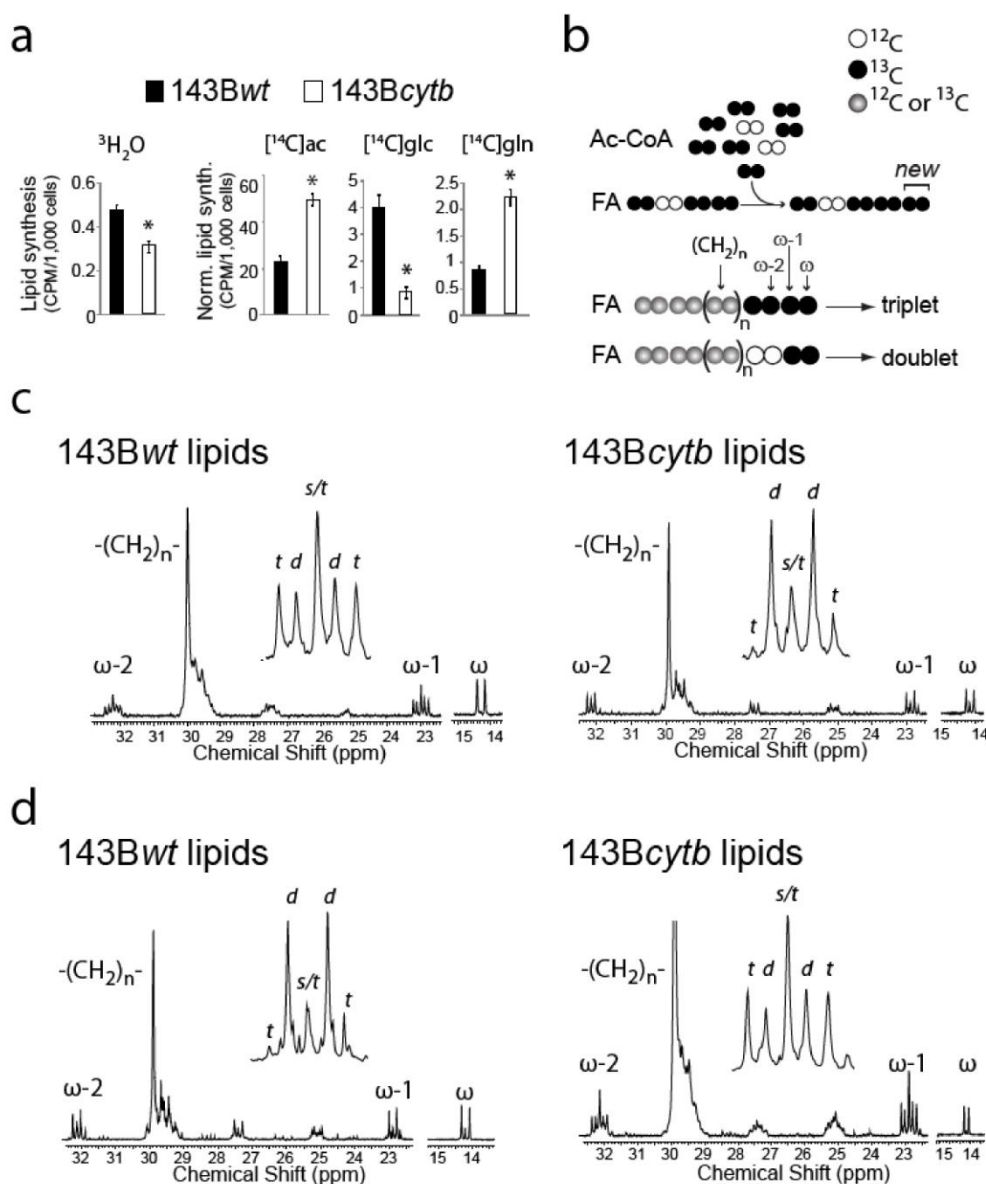 a
143Bwt 143Bcytb
³H₂O
Lipid synthesis
(CPM/1,000 cells)
0.6
0.4
0.2
0
*
[¹⁴C]ac
Norm. lipid synth.
(CPM/1,000 cells)
60
40
20
0
*
[¹⁴C]glc
5
4
3
2
1
0
*
[¹⁴C]gln
2.5
2.0
1.5
1.0
0.5
0
*
b
¹²C
¹³C
¹²C or ¹³C
Ac-CoA
new
FA
(CH₂)ₙ
ω-2
ω-1
ω
FA
n
triplet
FA
n
doublet
c
143Bwt lipids
-(CH₂)ₙ-
t d s/t d t
ω-2 ω-1 ω
32 31 30 29 28 27 26 25 24 23 15 14
Chemical Shift (ppm)
143Bcytb lipids
-(CH₂)ₙ-
t d s/t d t
ω-2 ω-1 ω
32 31 30 29 28 27 26 25 24 23 15 14
Chemical Shift (ppm)
d
143Bwt lipids
-(CH₂)ₙ-
t d s/t d t
ω-2 ω-1 ω
32 31 30 29 28 27 26 25 24 23 15 14
Chemical Shift (ppm)
143Bcytb lipids
-(CH₂)ₙ-
t d s/t d t
ω-2 ω-1 ω
32 31 30 29 28 27 26 25 24 23 15 14
Chemical Shift (ppm)